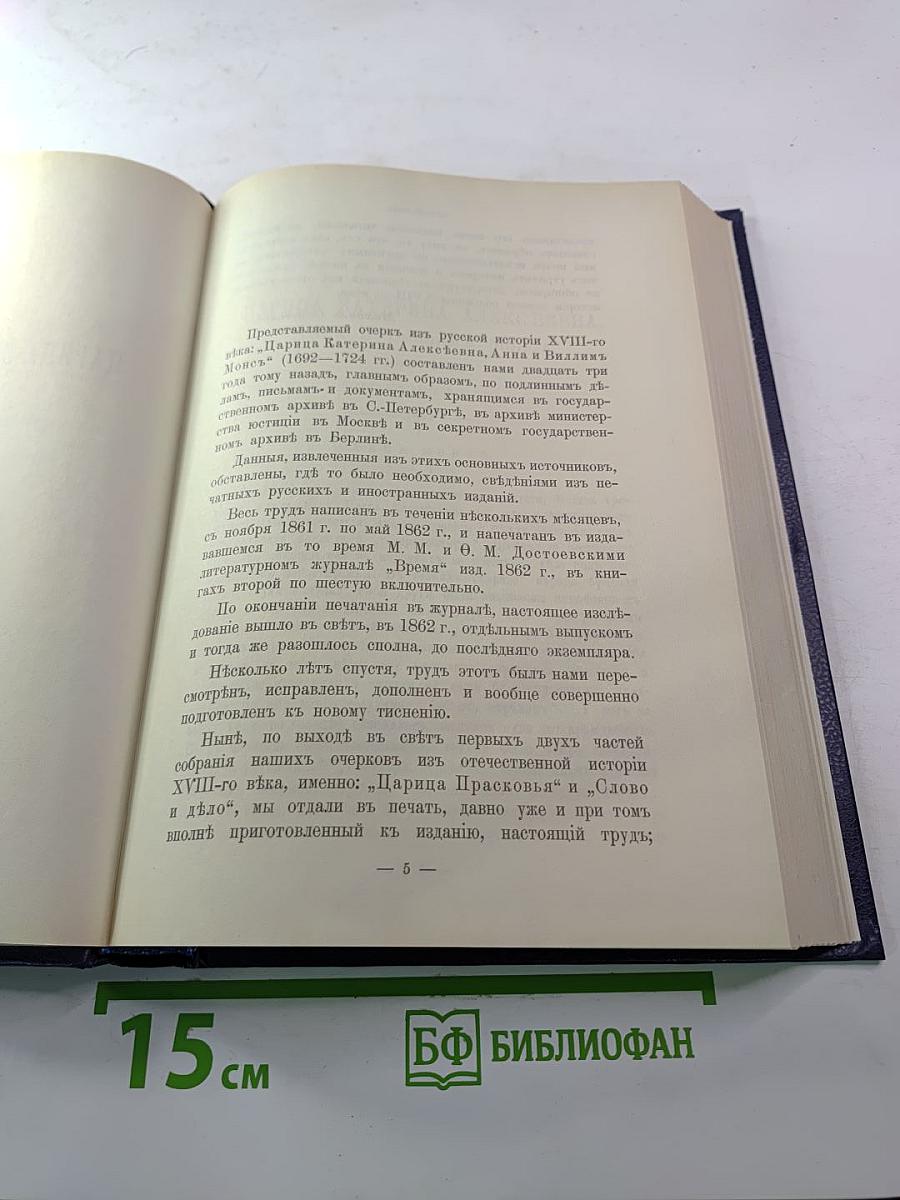 Представляемый очеркъ изъ русской исторіи XVIII-го
вѣка: „Царица Катерина Алексѣевна, Анна и Виллимъ
Монсъ“ (1692—1724 гг.) составленъ нами двадцать три
года тому назадъ, главнымъ образомъ, по подлиннымъ дѣ-
ламъ, письмамъ и документамъ, хранящимся въ государ-
ственномъ архивѣ въ С.-Петербургѣ, въ архивѣ министер-
ства юстиціи въ Москвѣ и въ секретномъ государствен-
номъ архивѣ въ Берлинѣ.
Данныя, извлеченныя изъ этихъ основныхъ источниковъ,
обставлены, гдѣ то было необходимо, свѣдѣніями изъ пе-
чатныхъ русскихъ и иностранныхъ изданій.
Весь трудъ написанъ въ теченіи нѣсколькихъ мѣсяцевъ,
съ ноября 1861 г. по май 1862 г., и напечатанъ въ изда-
вавшемся въ то время М. М. и Ѳ. М. Достоевскими
литературномъ журналѣ „Время“ изд. 1862 г., въ кни-
гахъ второй по шестую включительно.
По окончаніи печатанія въ журналѣ, настоящее изслѣ-
дованіе вышло въ свѣтъ, въ 1862 г., отдѣльнымъ выпускомъ
и тогда же разошлось сполна, до послѣдняго экземпляра.
Нѣсколько лѣтъ спустя, трудъ этотъ былъ нами пере-
смотрѣнъ, исправленъ, дополненъ и вообще совершенно
подготовленъ къ новому тисненію.
Нынѣ, по выходѣ въ свѣтъ первыхъ двухъ частей
собранія нашихъ очерковъ изъ отечественной исторіи
XVIII-го вѣка, именно: „Царица Прасковья“ и „Слово
и дѣло“, мы отдали въ печать, давно уже и при томъ
вполнѣ приготовленный къ изданію, настоящій трудъ;
— 5 —
15 см
БФ БИБЛИОФАН